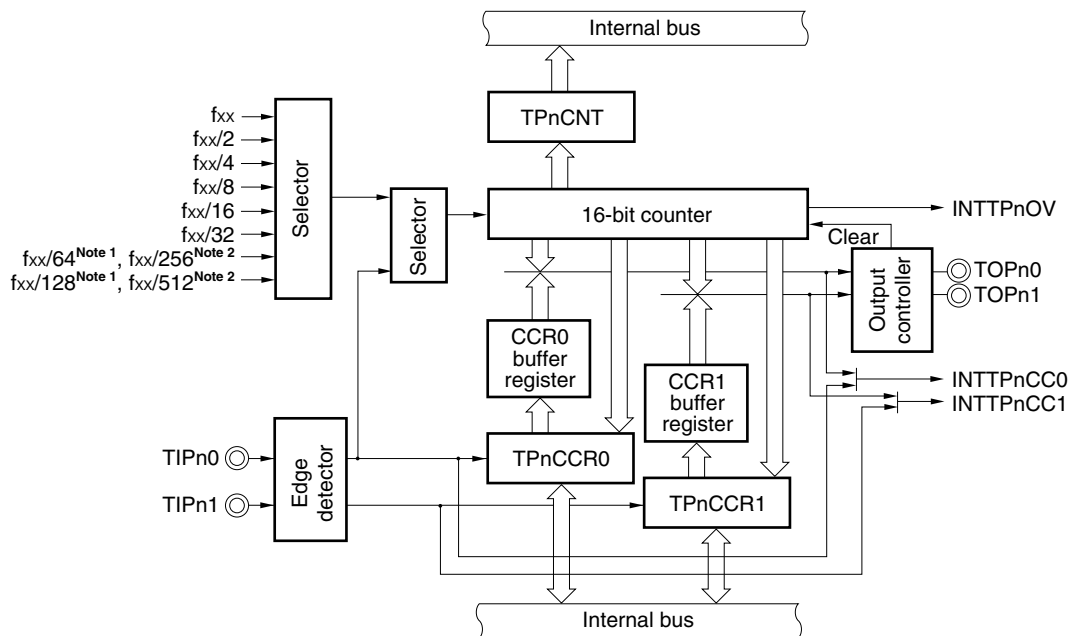 Internal bus
TPnCNT
fxx
fxx/2
fxx/4
fxx/8
fxx/16
fxx/32
fxx/64Note 1, fxx/256Note 2
fxx/128Note 1, fxx/512Note 2
Selector
Selector
16-bit counter
INTTPnOV
Clear
Output
controller
TOPn0
TOPn1
CCR0
buffer
register
CCR1
buffer
register
INTTPnCC0
INTTPnCC1
TIPn0
TIPn1
Edge
detector
TPnCCR0
TPnCCR1
Internal bus